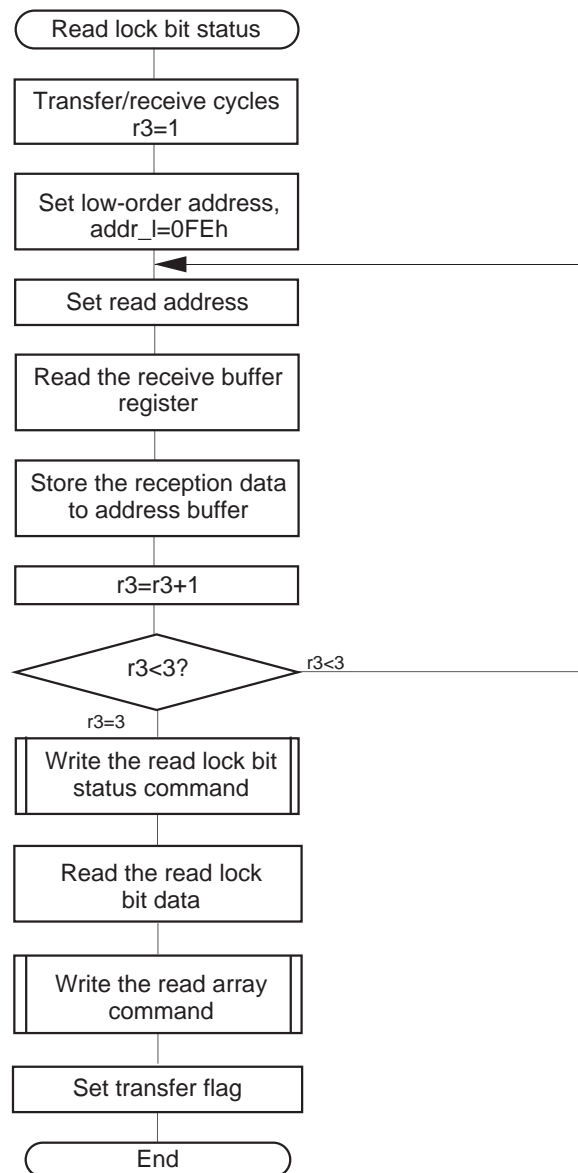 Read lock bit status
Transfer/receive cycles
r3=1
Set low-order address,
addr_l=0FEh
Set read address
Read the receive buffer
register
Store the reception data
to address buffer
r3=r3+1
r3<3?
r3<3
r3=3
Write the read lock bit
status command
Read the read lock
bit data
Write the read array
command
Set transfer flag
End